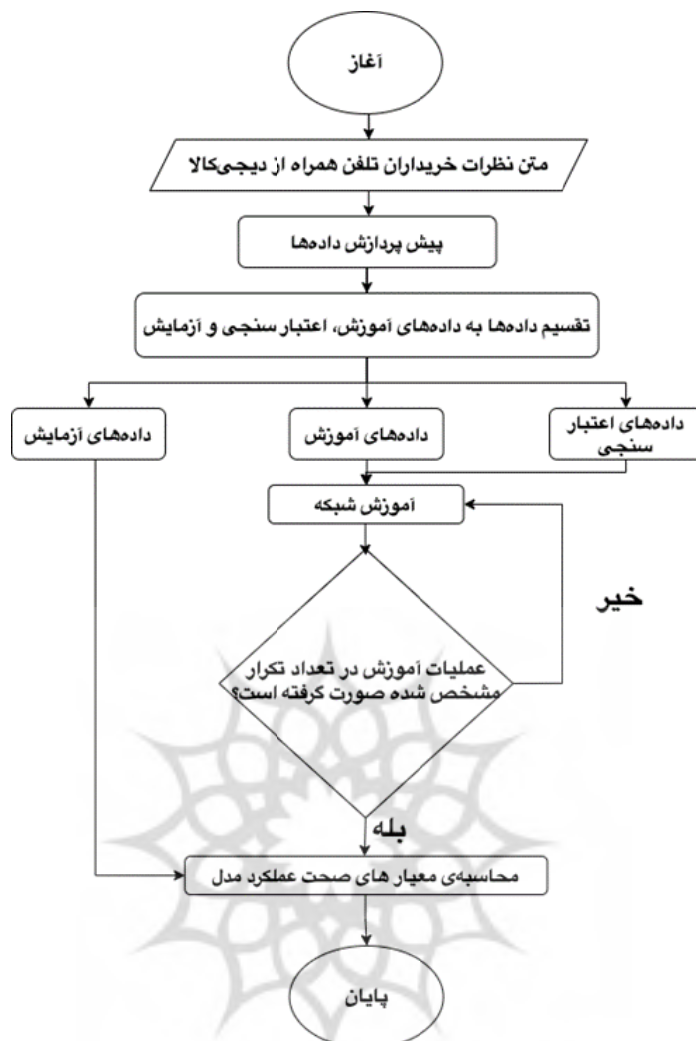 آغاز
متن نظرات خریداران تلفن همراه از دیجی‌کالا
پیش پردازش داده‌ها
تقسیم داده‌ها به داده‌های آموزش، اعتبار سنجی و آزمایش
داده‌های اعتبار
سنجی
داده‌های آموزش
داده‌های آزمایش
آموزش شبکه
خیر
عملیات آموزش در تعداد تکرار
مشخص شده صورت گرفته است؟
بله
محاسبه‌ی معیار های صحت عملکرد مدل
پایان